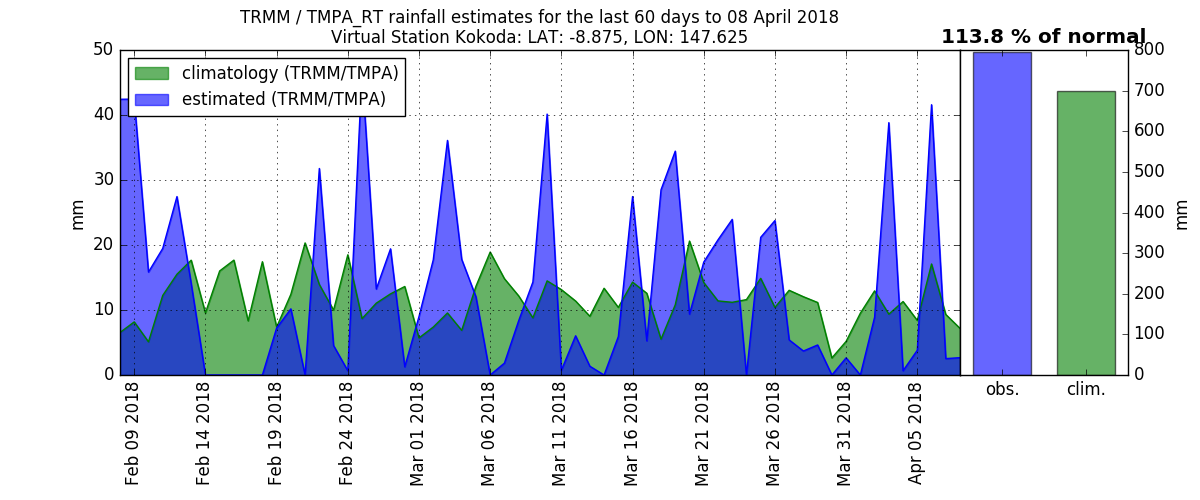 TRMM / TMPA_RT rainfall estimates for the last 60 days to 08 April 2018
Virtual Station Kokoda: LAT: -8.875, LON: 147.625
113.8 % of normal
climatology (TRMM/TMPA)
estimated (TRMM/TMPA)
50
40
30
20
10
0
mm
800
700
600
500
400
300
200
100
0
mm
obs.
clim.
Feb 09 2018
Feb 14 2018
Feb 19 2018
Feb 24 2018
Mar 01 2018
Mar 06 2018
Mar 11 2018
Mar 16 2018
Mar 21 2018
Mar 26 2018
Mar 31 2018
Apr 05 2018